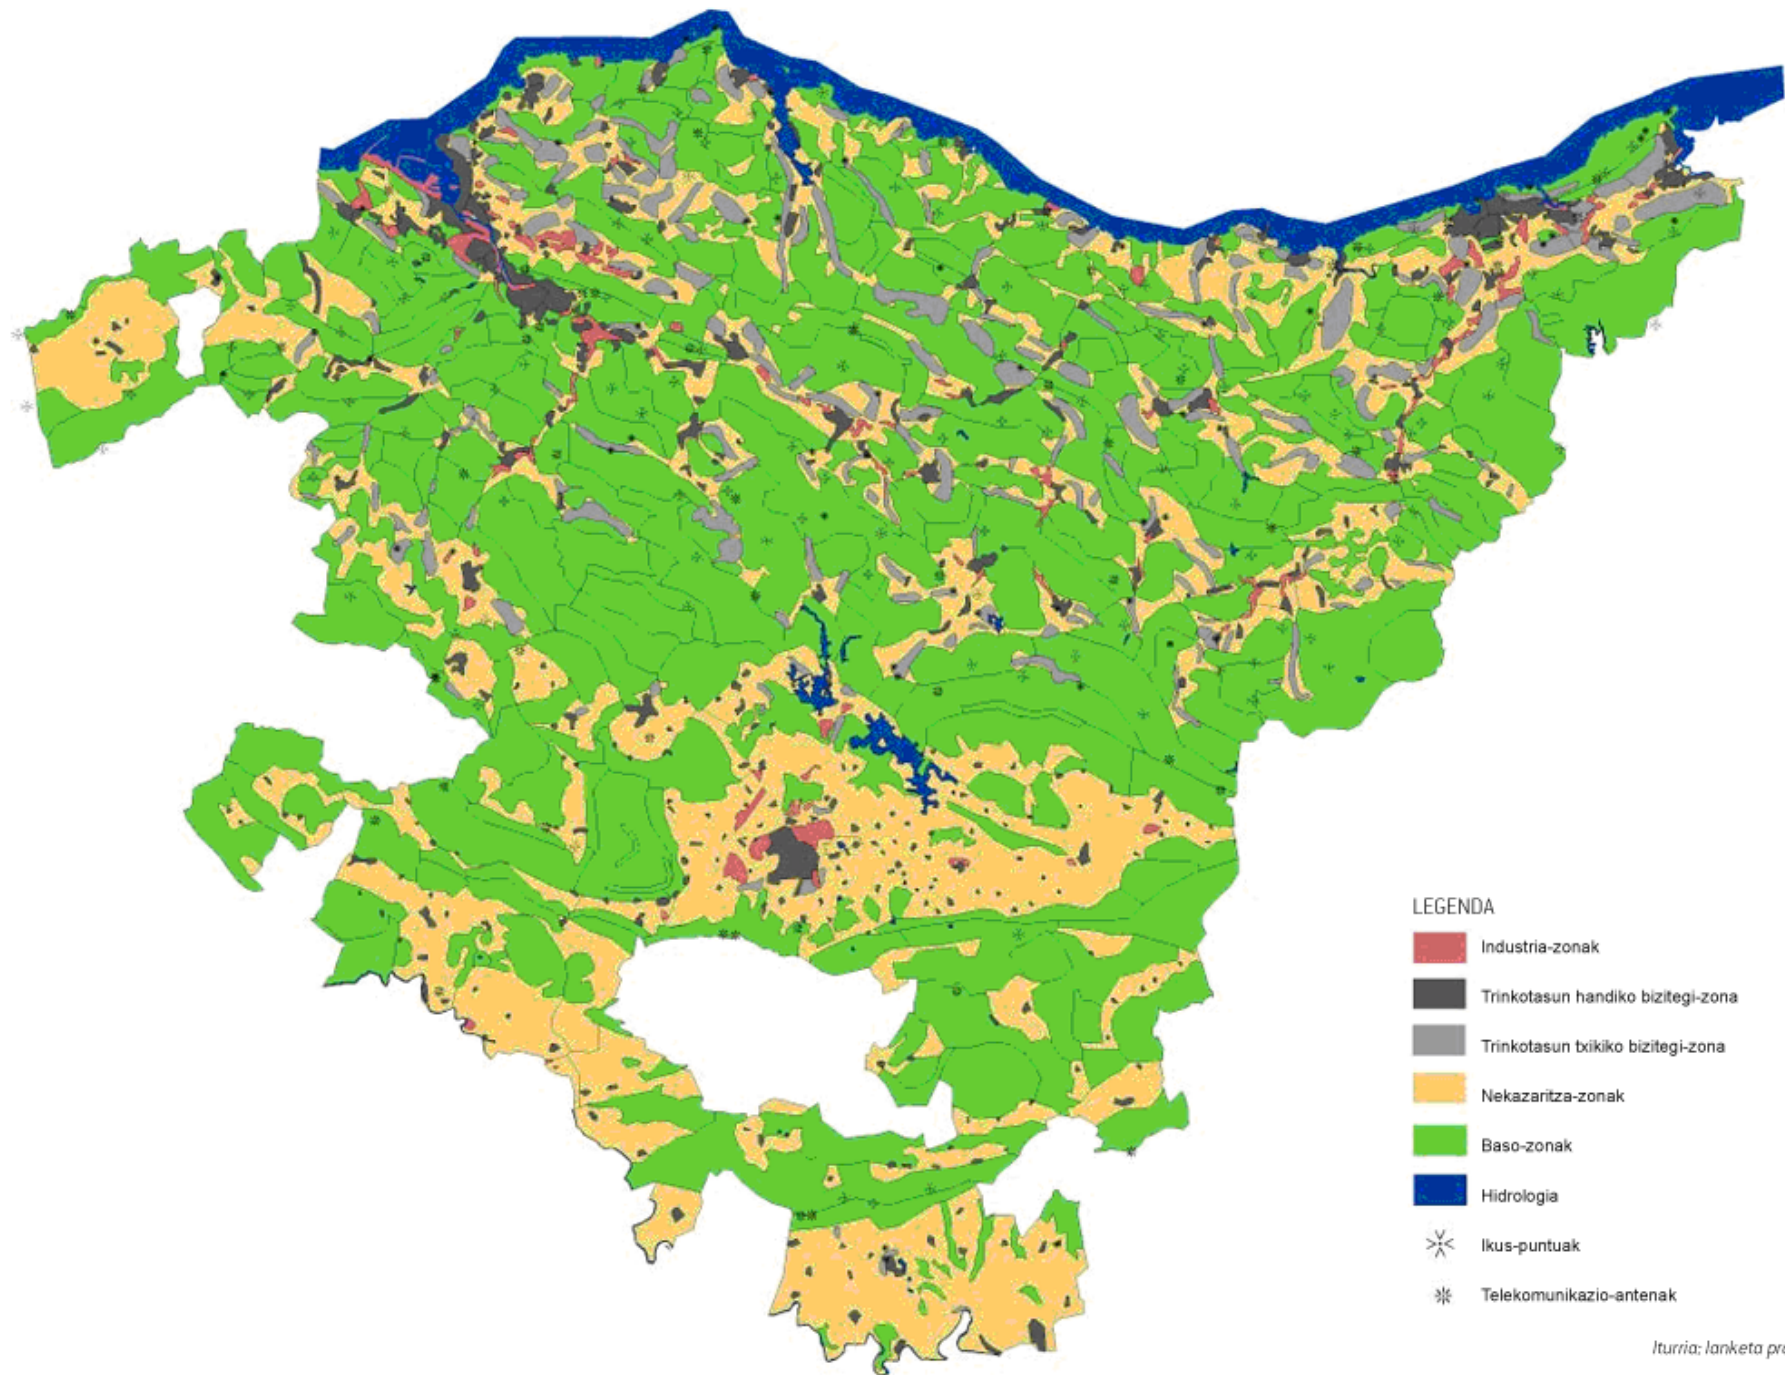 LEGENDA
Industria-zonak
Trinkotasun handiko bizitegi-zona
Trinkotasun txikiko bizitegi-zona
Nekazaritza-zonak
Baso-zonak
Hidrologia
Ikus-puntuak
Telekomunikazio-antenak
Iturria: lanketa pro